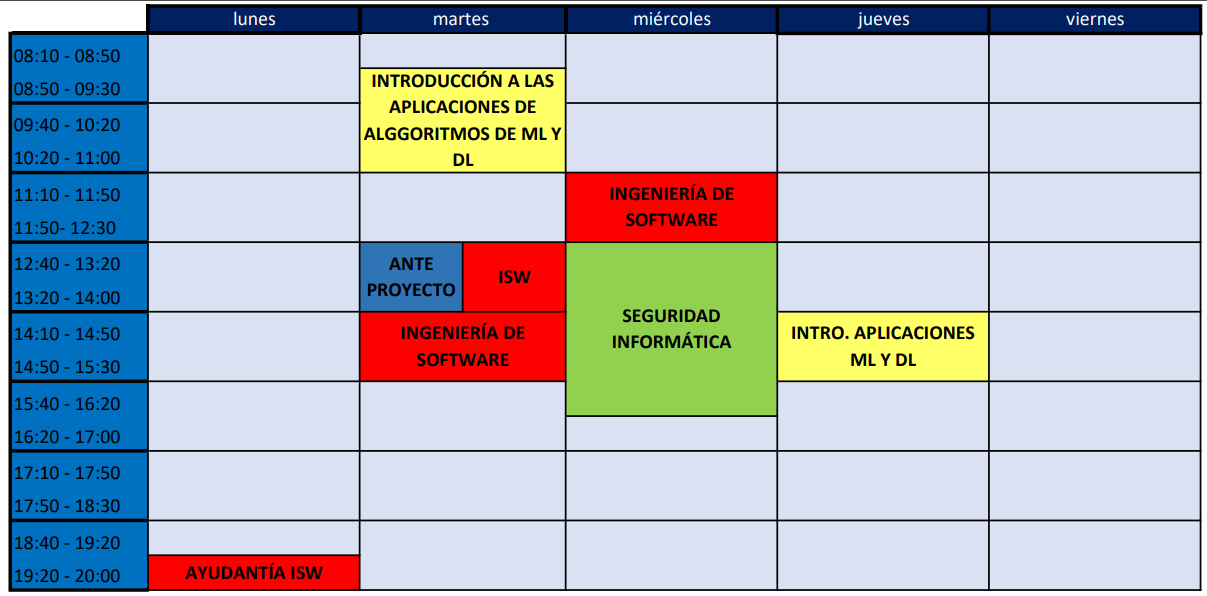 lunes martes miércoles jueves viernes
08:10 - 08:50
08:50 - 09:30
INTRODUCCIÓN A LAS
APLICACIONES DE
ALGGORITMOS DE ML Y
DL
09:40 - 10:20
10:20 - 11:00
11:10 - 11:50
11:50- 12:30
INGENIERÍA DE
SOFTWARE
12:40 - 13:20
13:20 - 14:00
ANTE
PROYECTO
ISW
SEGURIDAD
INFORMÁTICA
14:10 - 14:50
14:50 - 15:30
INGENIERÍA DE
SOFTWARE
INTRO. APLICACIONES
ML Y DL
15:40 - 16:20
16:20 - 17:00
17:10 - 17:50
17:50 - 18:30
18:40 - 19:20
19:20 - 20:00
AYUDANTÍA ISW